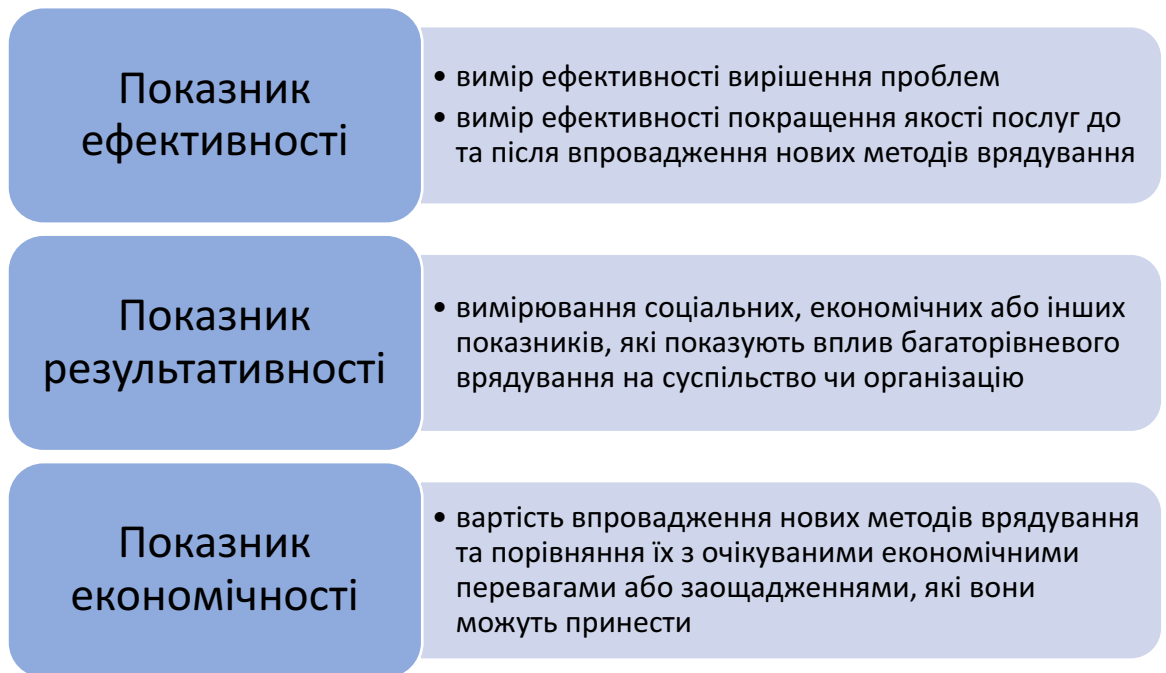 Показник
ефективності
• вимір ефективності вирішення проблем
• вимір ефективності покращення якості послуг до
та після впровадження нових методів врядування
Показник
результативності
• вимірювання соціальних, економічних або інших
показників, які показують вплив багаторівневого
врядування на суспільство чи організацію
Показник
економічності
• вартість впровадження нових методів врядування
та порівняння їх з очікуваними економічними
перевагами або заощадженнями, які вони
можуть принести